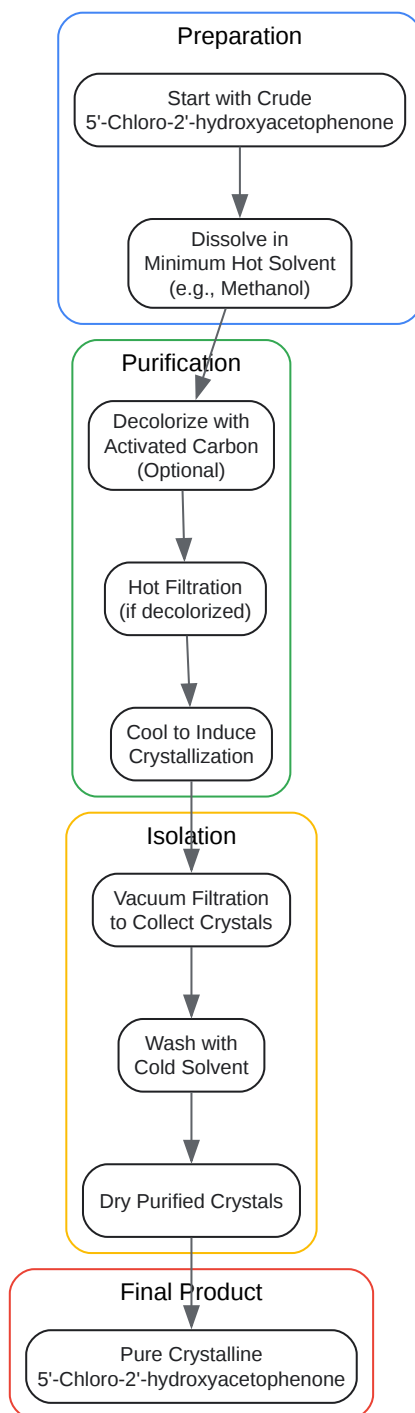 Preparation
Start with Crude
5'-Chloro-2'-hydroxyacetophenone
Dissolve in
Minimum Hot Solvent
(e.g., Methanol)
Purification
Decolorize with
Activated Carbon
(Optional)
Hot Filtration
(if decolorized)
Cool to Induce
Crystallization
Isolation
Vacuum Filtration
to Collect Crystals
Wash with
Cold Solvent
Dry Purified Crystals
Final Product
Pure Crystalline
5'-Chloro-2'-hydroxyacetophenone